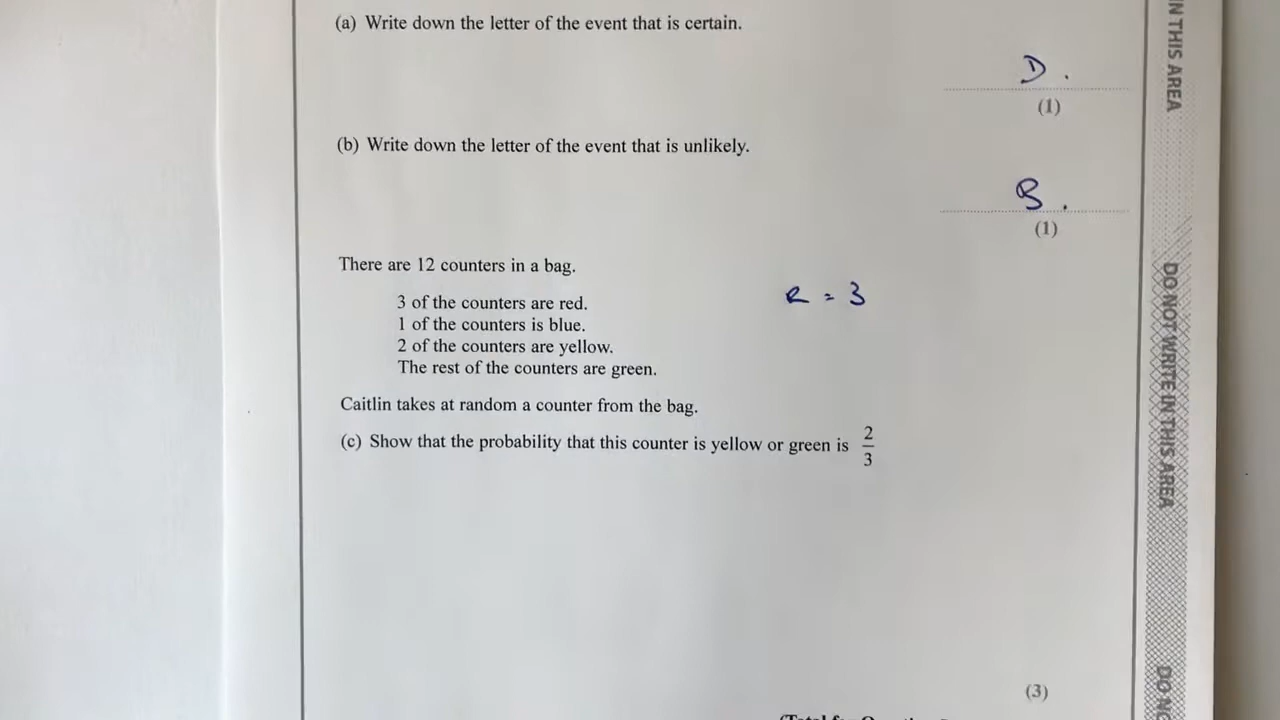 (a) Write down the letter of the event that is certain.
D.
(1)
(b) Write down the letter of the event that is unlikely.
B.
(1)
There are 12 counters in a bag.
3 of the counters are red.
R = 3
1 of the counters is blue.
2 of the counters are yellow.
The rest of the counters are green.
Caitlin takes at random a counter from the bag.
(c) Show that the probability that this counter is yellow or green is 2/3
(3)
IN THIS AREA
DO NOT WRITE IN THIS AREA